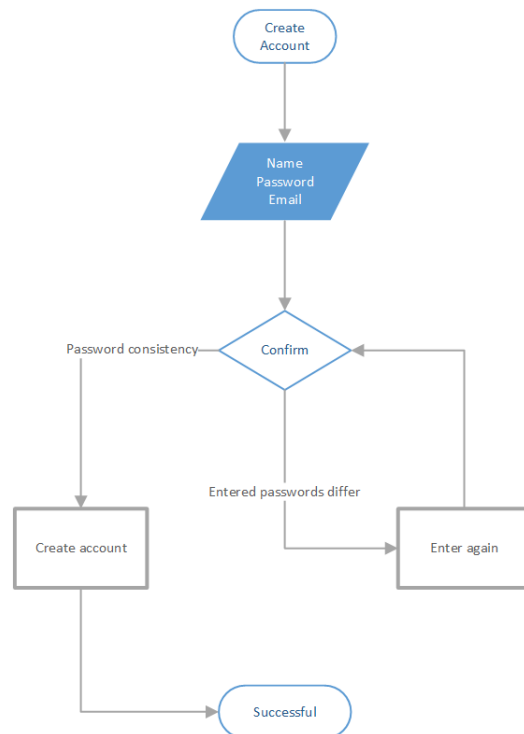 Create
Account
Name
Password
Email
Password consistency
Confirm
Entered passwords differ
Create account
Enter again
Successful